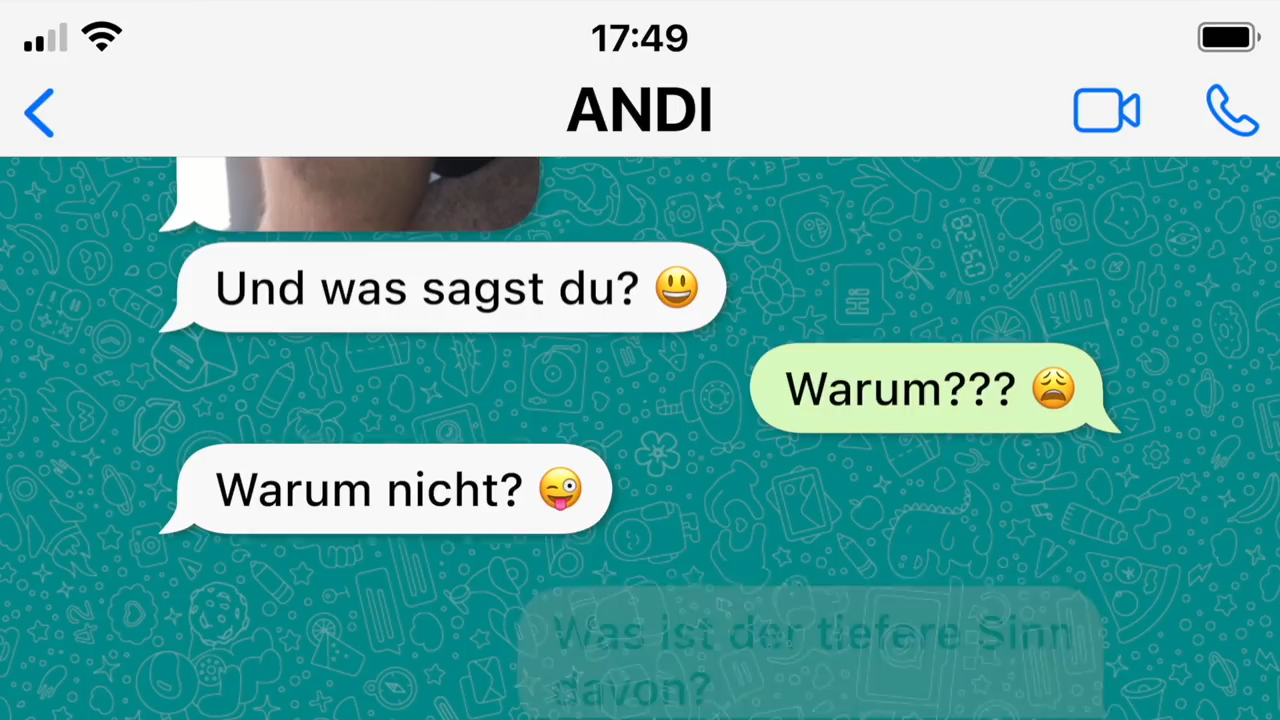 17:49
ANDI
Und was sagst du? 😃
Warum??? 😩
Warum nicht? 😜
Was ist der tiefere Sinn
davon?